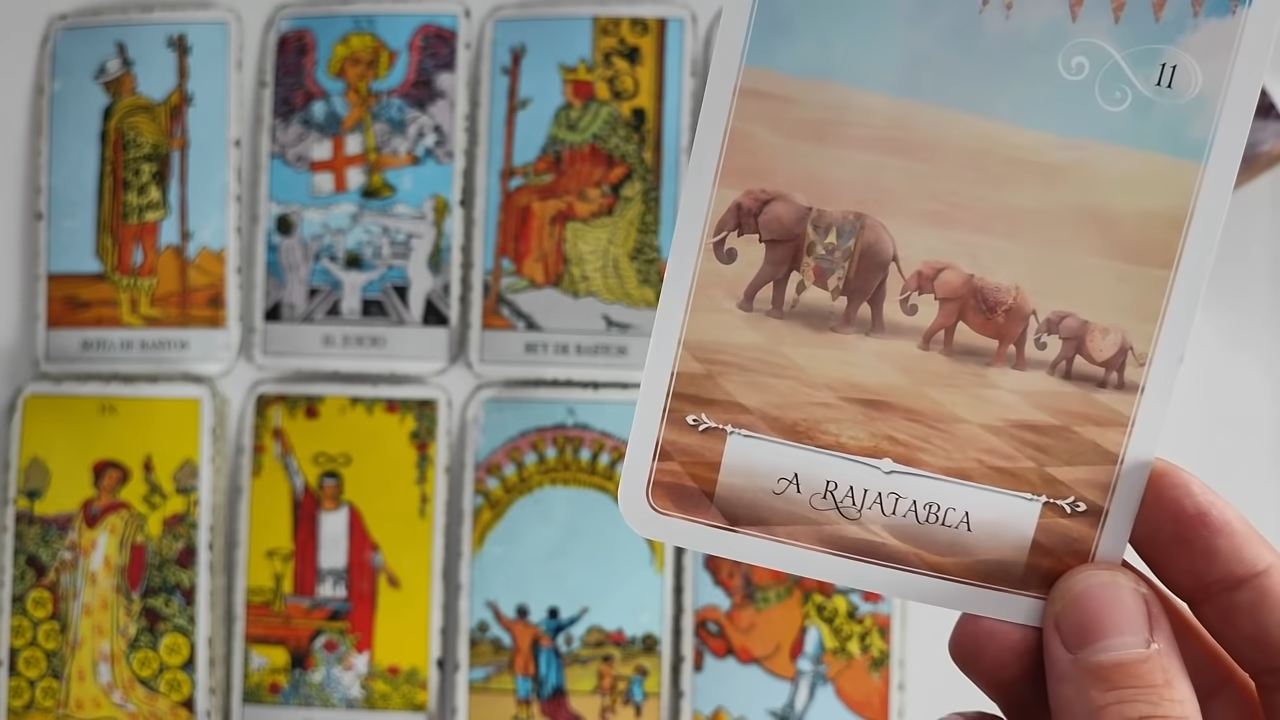 SOTA DE BASTOS
EL JUICIO
REY DE BASTOS
11
A RAJATABLA